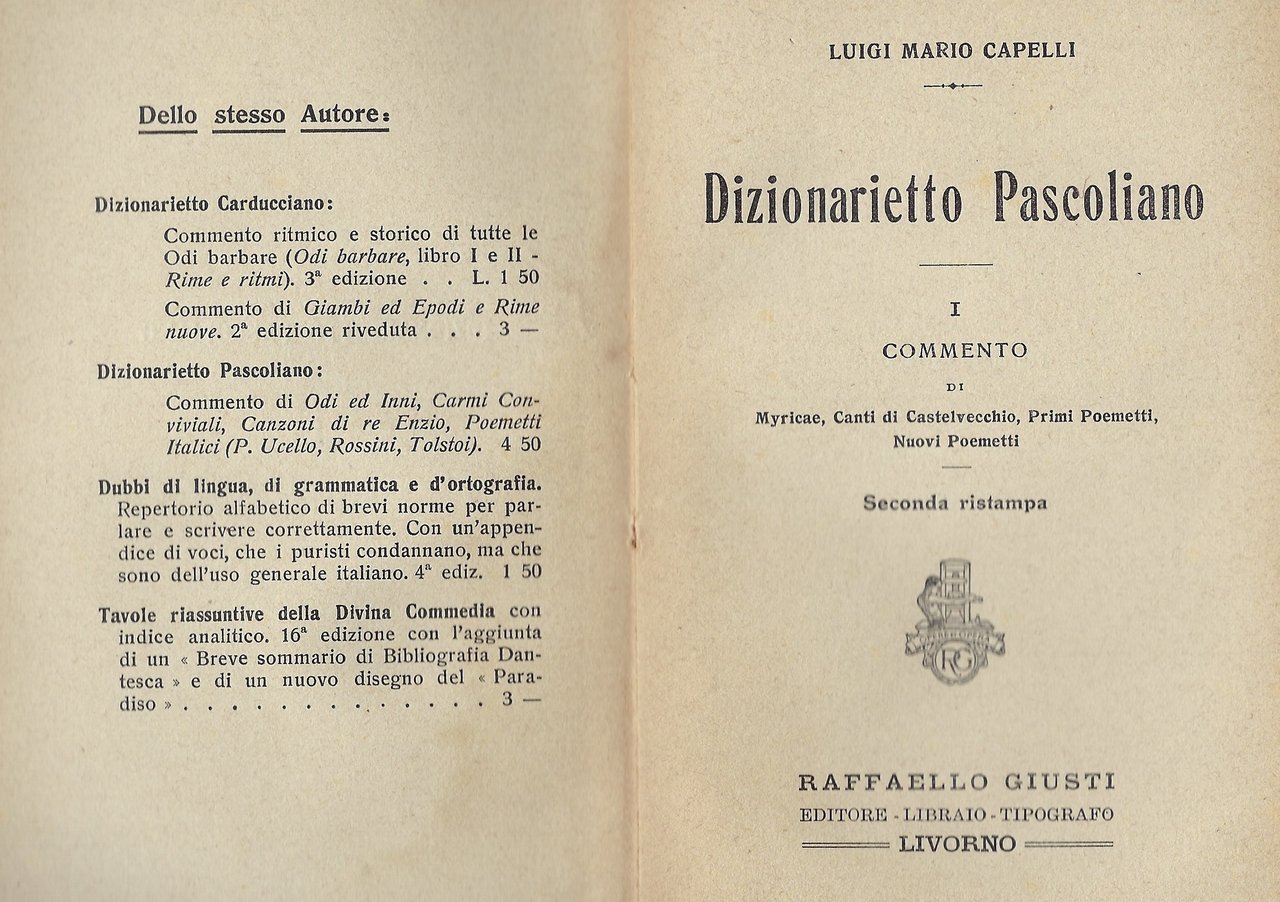 Dello stesso Autore:
Dizionarietto Carducciano:
Commento ritmico e storico di tutte le
Odi barbare (Odi barbare, libro I e II -
Rime e ritmi). 3ª edizione . . L. 1 50
Commento di Giambi ed Epodi e Rime
nuove. 2ª edizione riveduta . . . 3 —
Dizionarietto Pascoliano:
Commento di Odi ed Inni, Carmi Con-
viviali, Canzoni di re Enzio, Poemetti
Italici (P. Ucello, Rossini, Tolstoi). 4 50
Dubbi di lingua, di grammatica e d'ortografia.
Repertorio alfabetico di brevi norme per par-
lare e scrivere correttamente. Con un'appen-
dice di voci, che i puristi condannano, ma che
sono dell'uso generale italiano. 4ª ediz. 1 50
Tavole riassuntive della Divina Commedia con
indice analitico. 16ª edizione con l'aggiunta
di un « Breve sommario di Bibliografia Dan-
tesca » e di un nuovo disegno del « Para-
diso » . . . . . . . . . . . . . 3 —
LUIGI MARIO CAPELLI
Dizionarietto Pascoliano
I
COMMENTO
DI
Myricae, Canti di Castelvecchio, Primi Poemetti,
Nuovi Poemetti
Seconda ristampa
RG
RAFFAELLO GIUSTI
EDITORE - LIBRAIO - TIPOGRAFO
LIVORNO